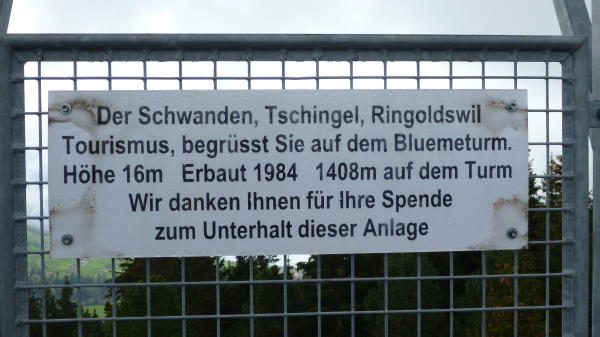 Der Schwanden, Tschingel, Ringoldswil
Tourismus, begrüsst Sie auf dem Bluemeturm.
Höhe 16m Erbaut 1984 1408m auf dem Turm
Wir danken Ihnen für Ihre Spende
zum Unterhalt dieser Anlage